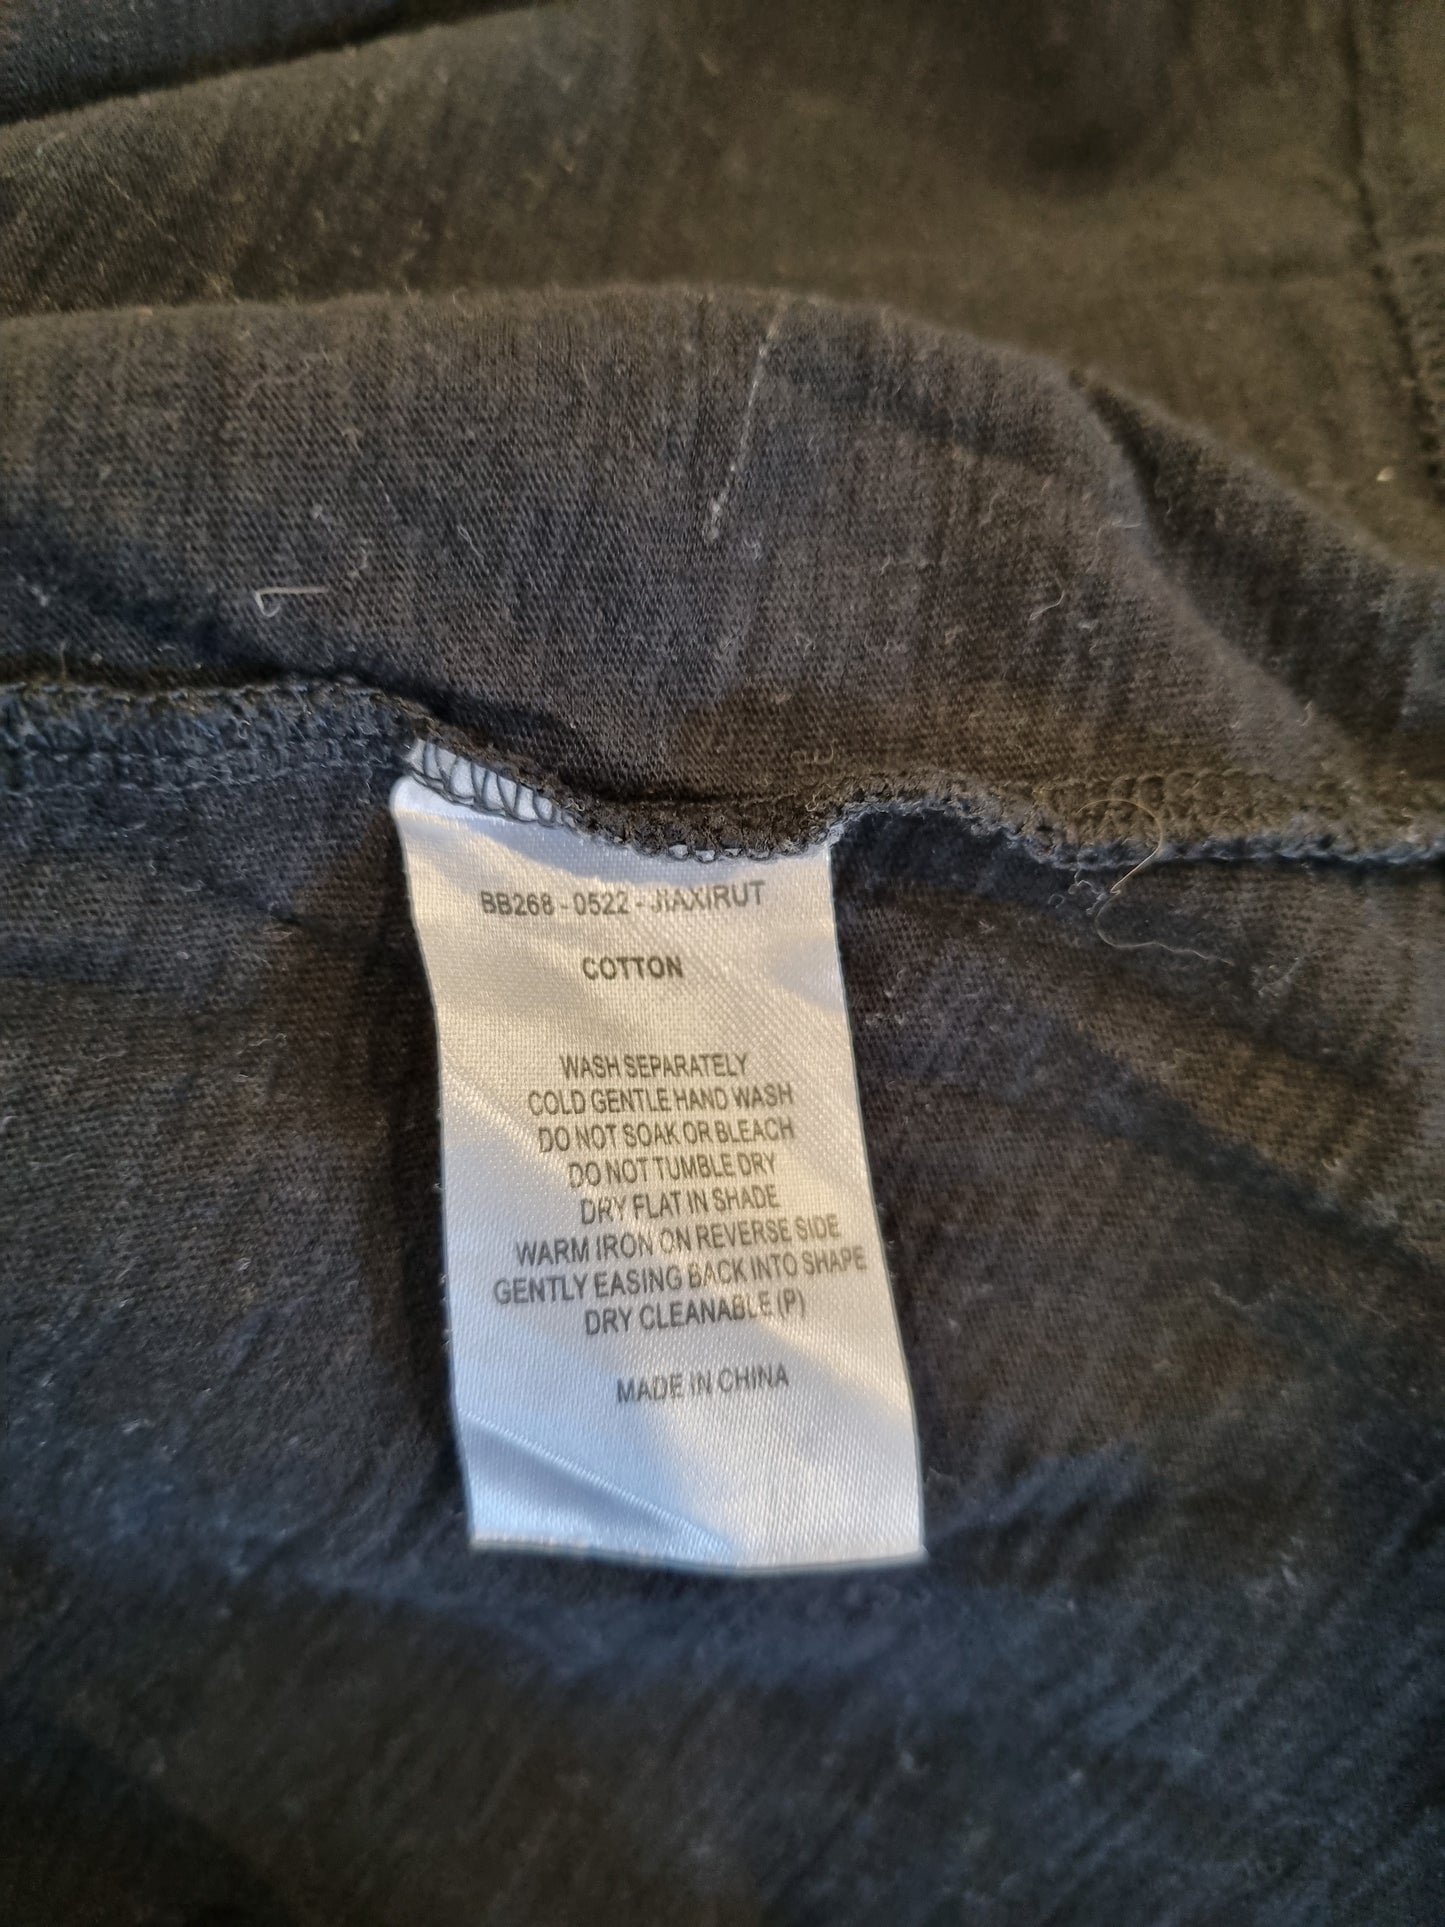 BB268 - 0522 - JIAXIRUT
COTTON
WASH SEPARATELY
COLD GENTLE HAND WASH
DO NOT SOAK OR BLEACH
DO NOT TUMBLE DRY
DRY FLAT IN SHADE
WARM IRON ON REVERSE SIDE
GENTLY EASING BACK INTO SHAPE
DRY CLEANABLE (P)
MADE IN CHINA